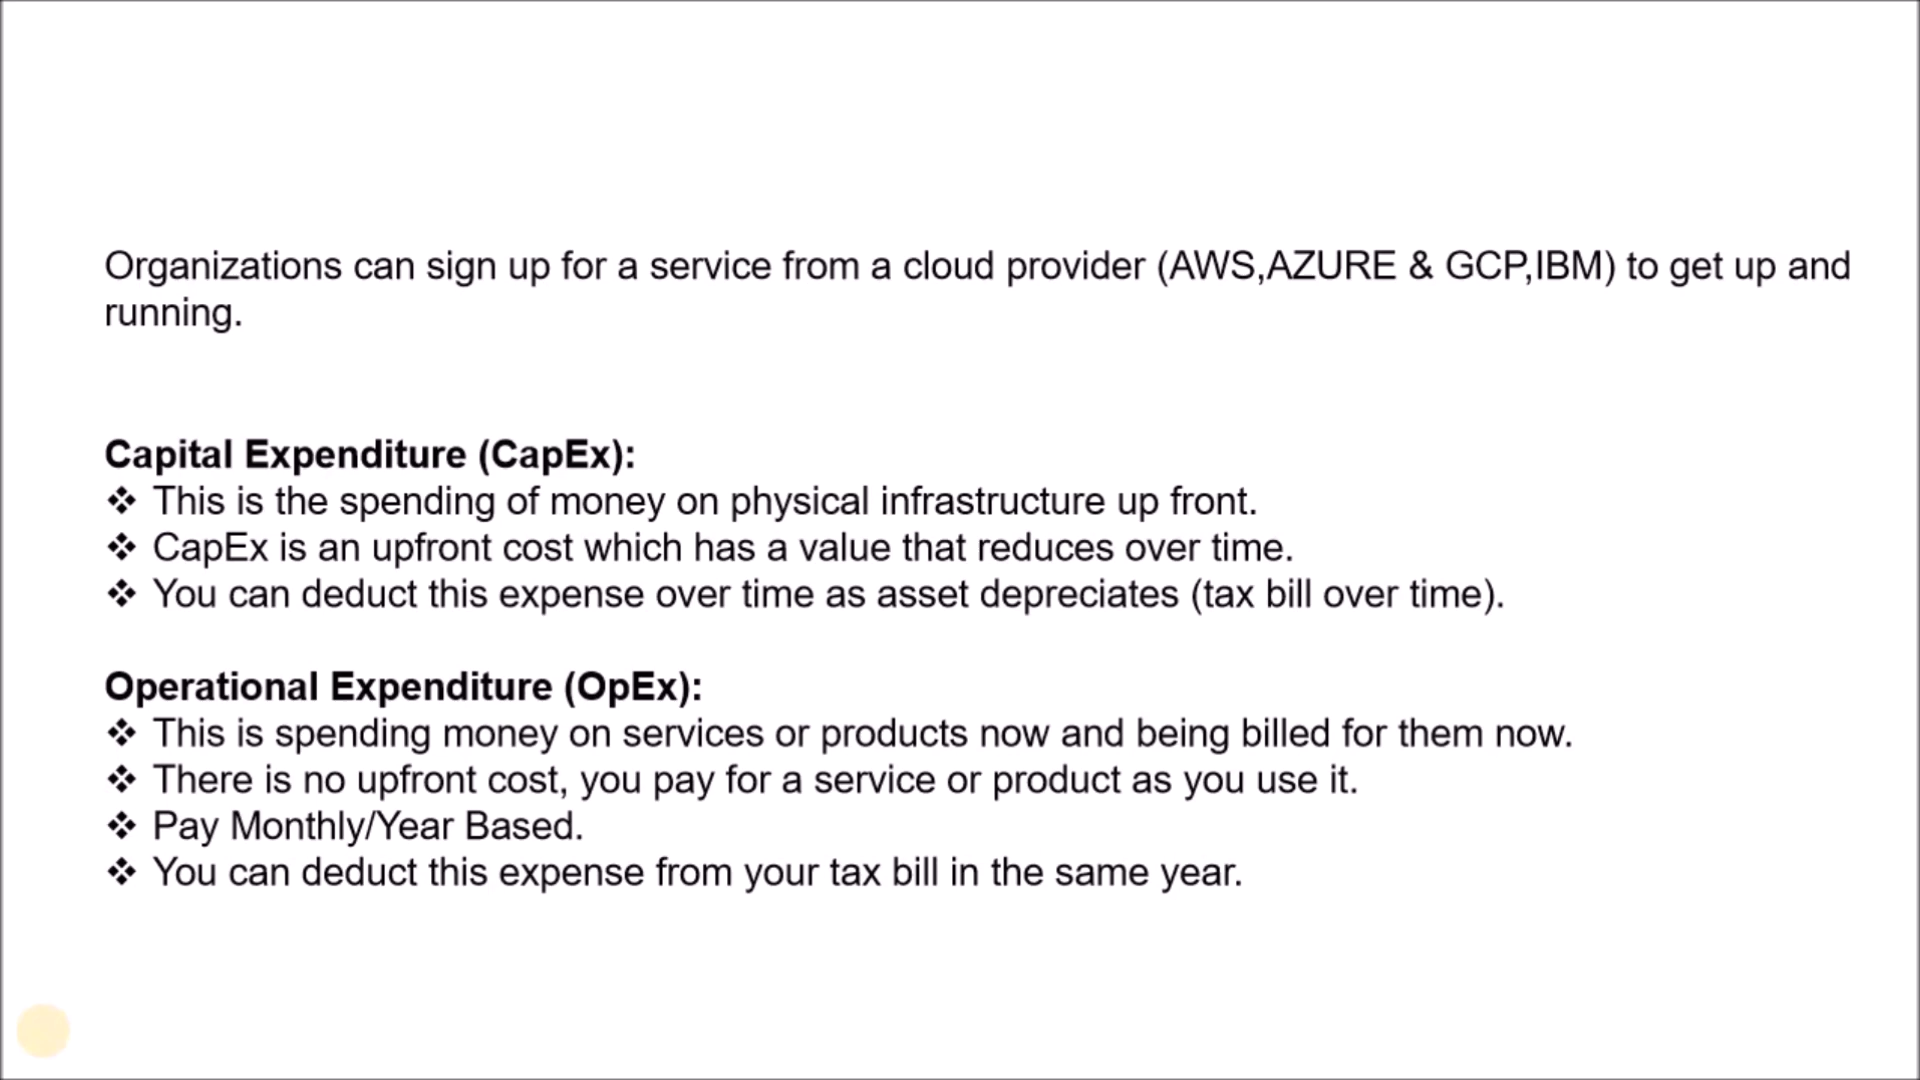 Organizations can sign up for a service from a cloud provider (AWS,AZURE & GCP,IBM) to get up and
running.
Capital Expenditure (CapEx):
❖ This is the spending of money on physical infrastructure up front.
❖ CapEx is an upfront cost which has a value that reduces over time.
❖ You can deduct this expense over time as asset depreciates (tax bill over time).
Operational Expenditure (OpEx):
❖ This is spending money on services or products now and being billed for them now.
❖ There is no upfront cost, you pay for a service or product as you use it.
❖ Pay Monthly/Year Based.
❖ You can deduct this expense from your tax bill in the same year.